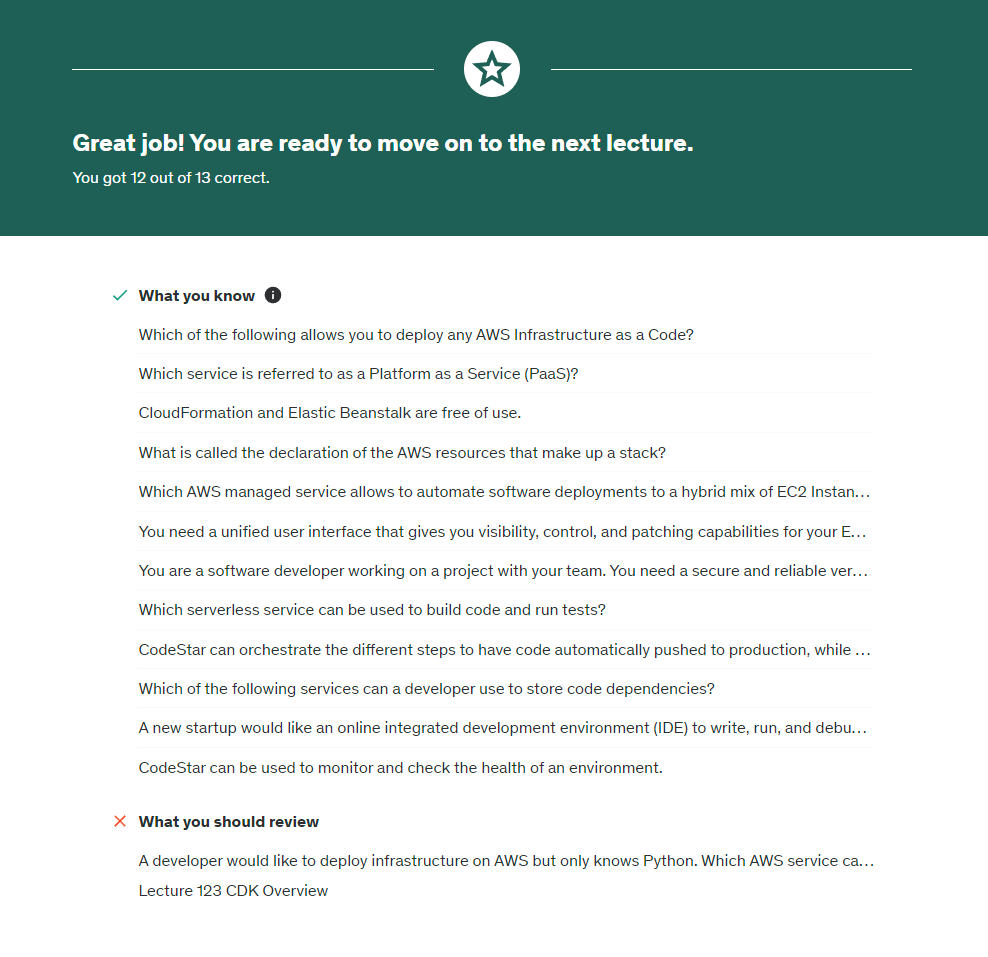 Great job! You are ready to move on to the next lecture.
You got 12 out of 13 correct.
What you know
Which of the following allows you to deploy any AWS Infrastructure as a Code?
Which service is referred to as a Platform as a Service (PaaS)?
CloudFormation and Elastic Beanstalk are free of use.
What is called the declaration of the AWS resources that make up a stack?
Which AWS managed service allows to automate software deployments to a hybrid mix of EC2 Instan...
You need a unified user interface that gives you visibility, control, and patching capabilities for your E...
You are a software developer working on a project with your team. You need a secure and reliable ver...
Which serverless service can be used to build code and run tests?
CodeStar can orchestrate the different steps to have code automatically pushed to production, while ...
Which of the following services can a developer use to store code dependencies?
A new startup would like an online integrated development environment (IDE) to write, run, and debu...
CodeStar can be used to monitor and check the health of an environment.
What you should review
A developer would like to deploy infrastructure on AWS but only knows Python. Which AWS service ca...
Lecture 123 CDK Overview